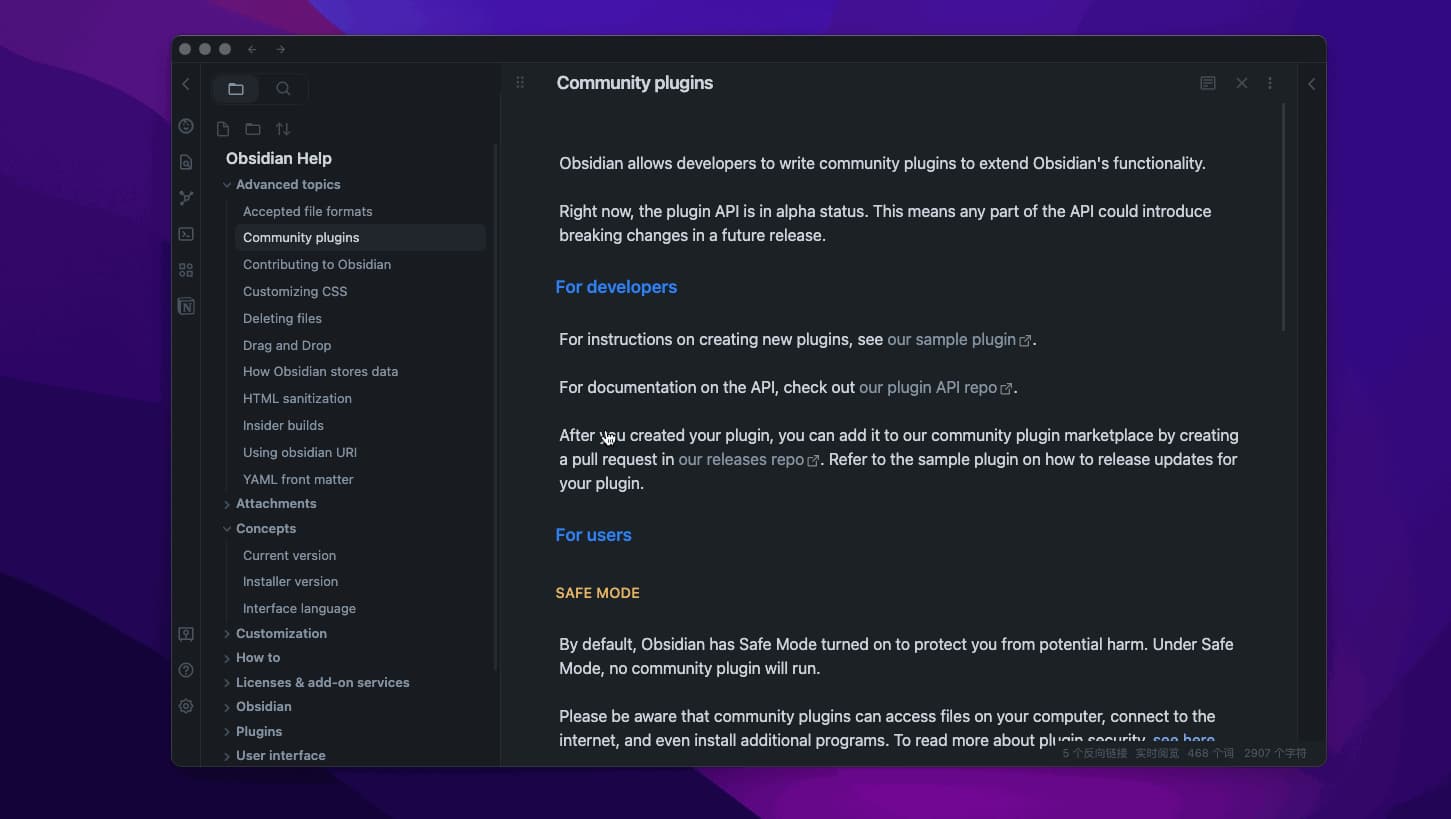 Obsidian Help
Advanced topics
Accepted file formats
Community plugins
Contributing to Obsidian
Customizing CSS
Deleting files
Drag and Drop
How Obsidian stores data
HTML sanitization
Insider builds
Using obsidian URI
YAML front matter
Attachments
Concepts
Current version
Installer version
Interface language
Customization
How to
Licenses & add-on services
Obsidian
Plugins
User interface
Community plugins
Obsidian allows developers to write community plugins to extend Obsidian's functionality.
Right now, the plugin API is in alpha status. This means any part of the API could introduce
breaking changes in a future release.
For developers
For instructions on creating new plugins, see our sample plugin.
For documentation on the API, check out our plugin API repo.
After you created your plugin, you can add it to our community plugin marketplace by creating
a pull request in our releases repo. Refer to the sample plugin on how to release updates for
your plugin.
For users
SAFE MODE
By default, Obsidian has Safe Mode turned on to protect you from potential harm. Under Safe
Mode, no community plugin will run.
Please be aware that community plugins can access files on your computer, connect to the
internet, and even install additional programs. To read more about plugin security, see here
5 个反向链接 实时阅览 468 个词 2907 个字符